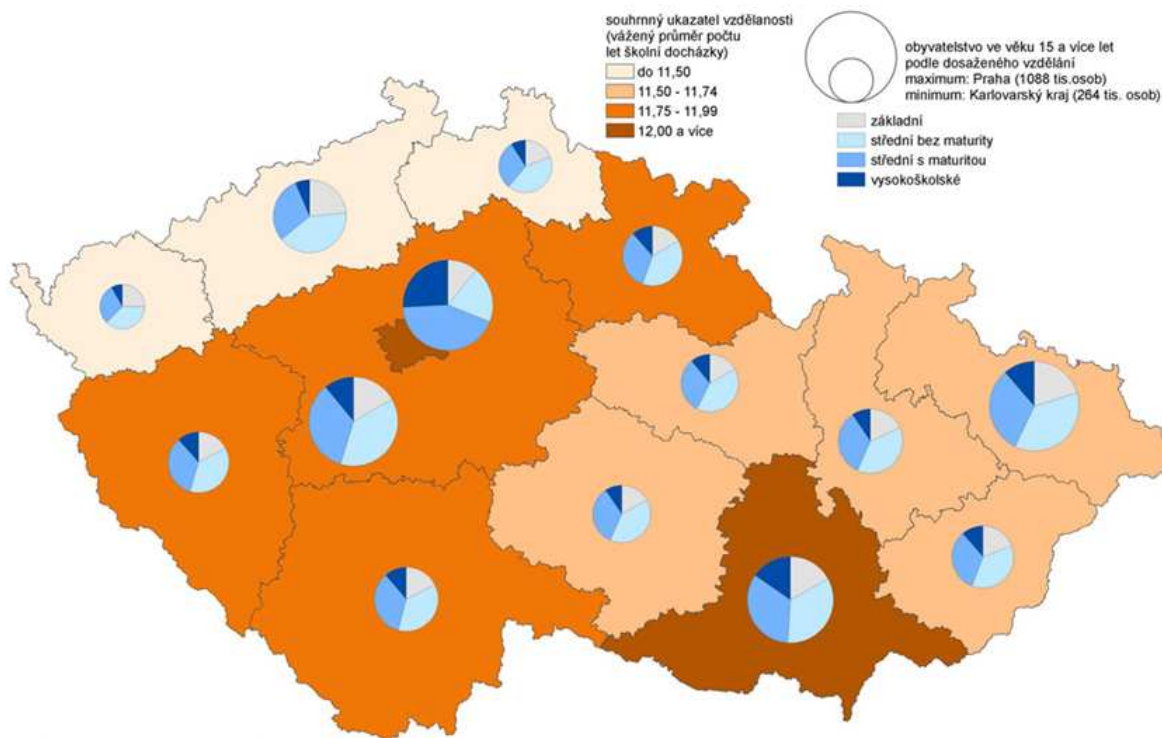 souhrnný ukazatel vzdělanosti
(vážený průměr počtu
let školní docházky)
do 11,50
11,50 - 11,74
11,75 - 11,99
12,00 a více
obyvatelstvo ve věku 15 a více let
podle dosaženého vzdělání
maximum: Praha (1088 tis.osob)
minimum: Karlovarský kraj (264 tis. osob)
základní
střední bez maturity
střední s maturitou
vysokoškolské